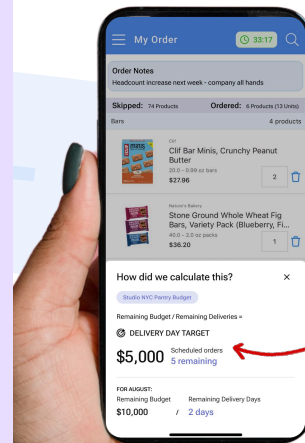 My Order
33:17
Order Notes
Headcount increase next week - company all hands
Skipped: 74 Products Ordered: 6 Products (13 Units)
Bars 4 products
Clif
Clif Bar Minis, Crunchy Peanut
Butter
20.0 - 0.99 oz bars
$27.96
2
Nature's Bakery
Stone Ground Whole Wheat Fig
Bars, Variety Pack (Blueberry, Fi...
40.0 - 2.0 oz packs
$36.20
1
How did we calculate this?
Studio NYC Pantry Budget
Remaining Budget / Remaining Deliveries =
DELIVERY DAY TARGET
$5,000
Scheduled orders
5 remaining
FOR AUGUST:
Remaining Budget Remaining Delivery Days
$10,000 / 2 days